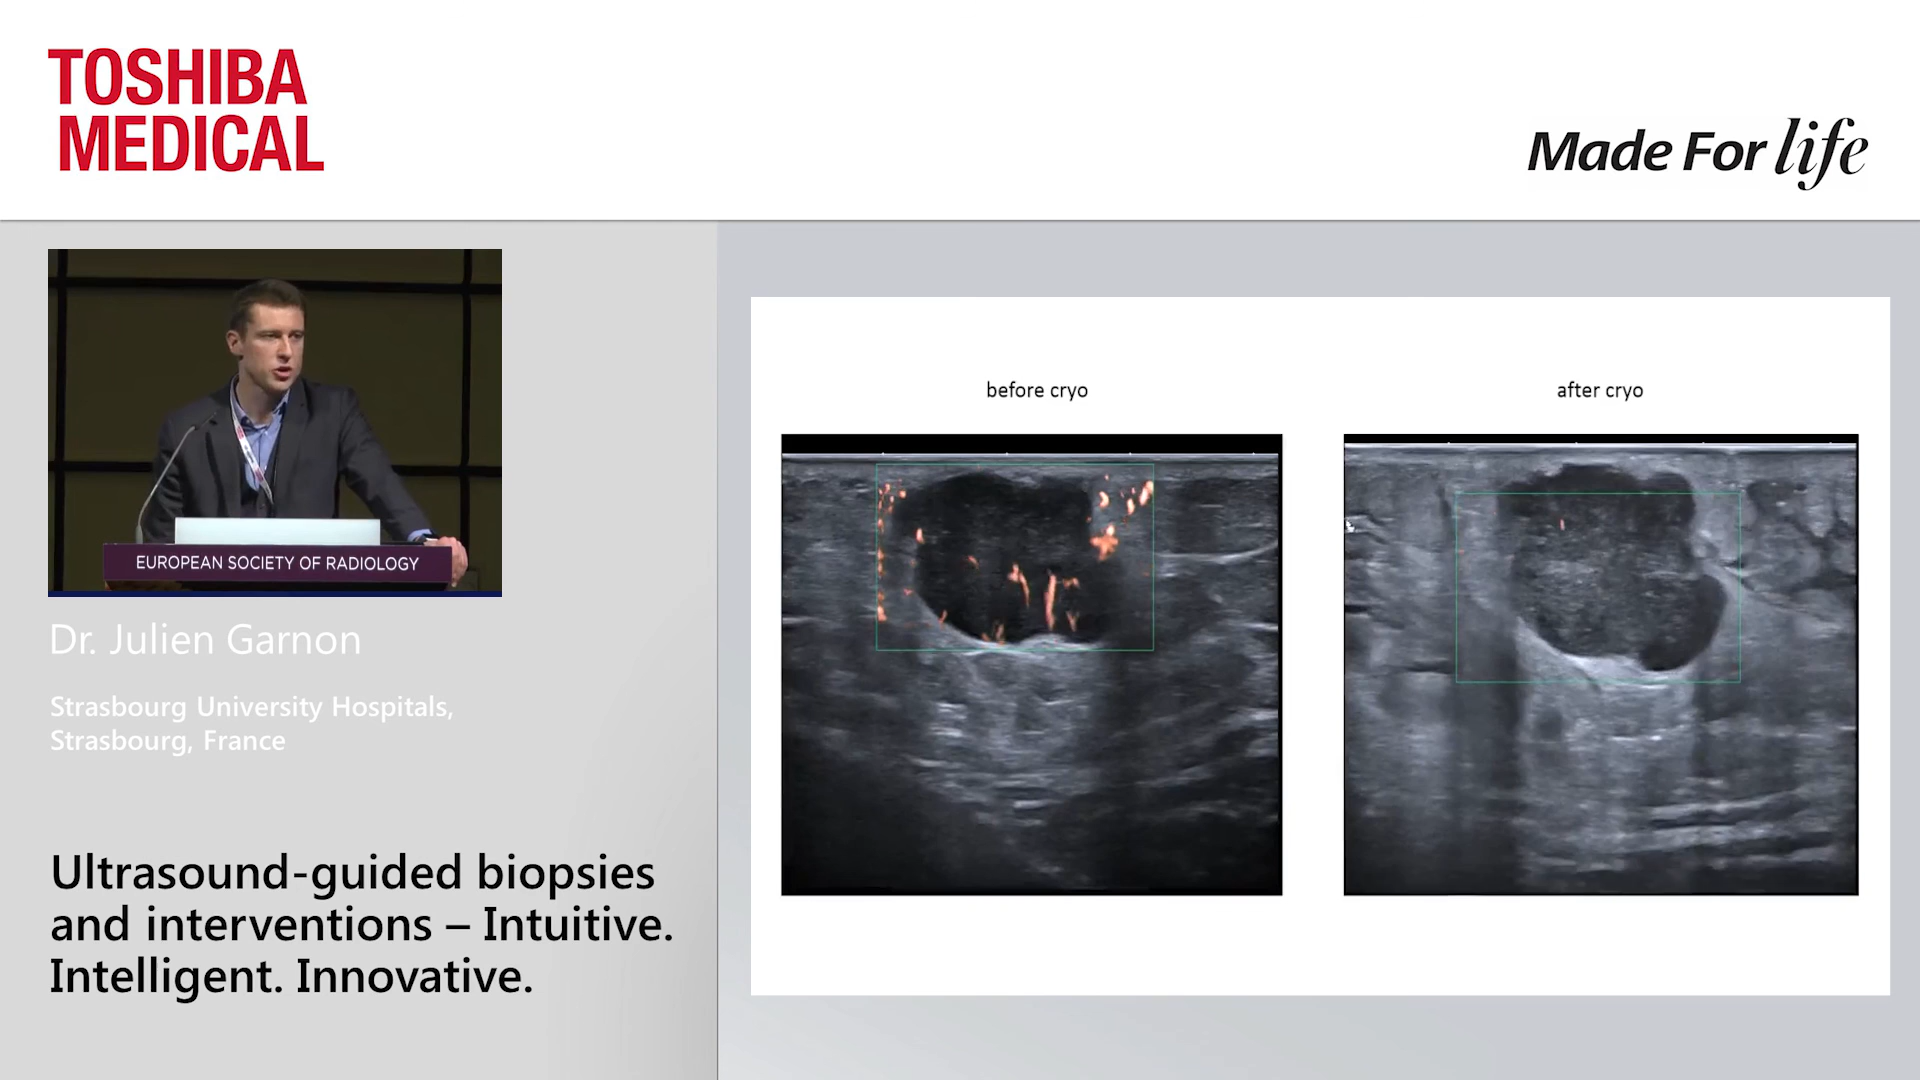 TOSHIBA
MEDICAL
Made For life
EUROPEAN SOCIETY OF RADIOLOGY
Dr. Julien Garnon
Strasbourg University Hospitals,
Strasbourg, France
Ultrasound-guided biopsies
and interventions – Intuitive.
Intelligent. Innovative.
before cryo
after cryo